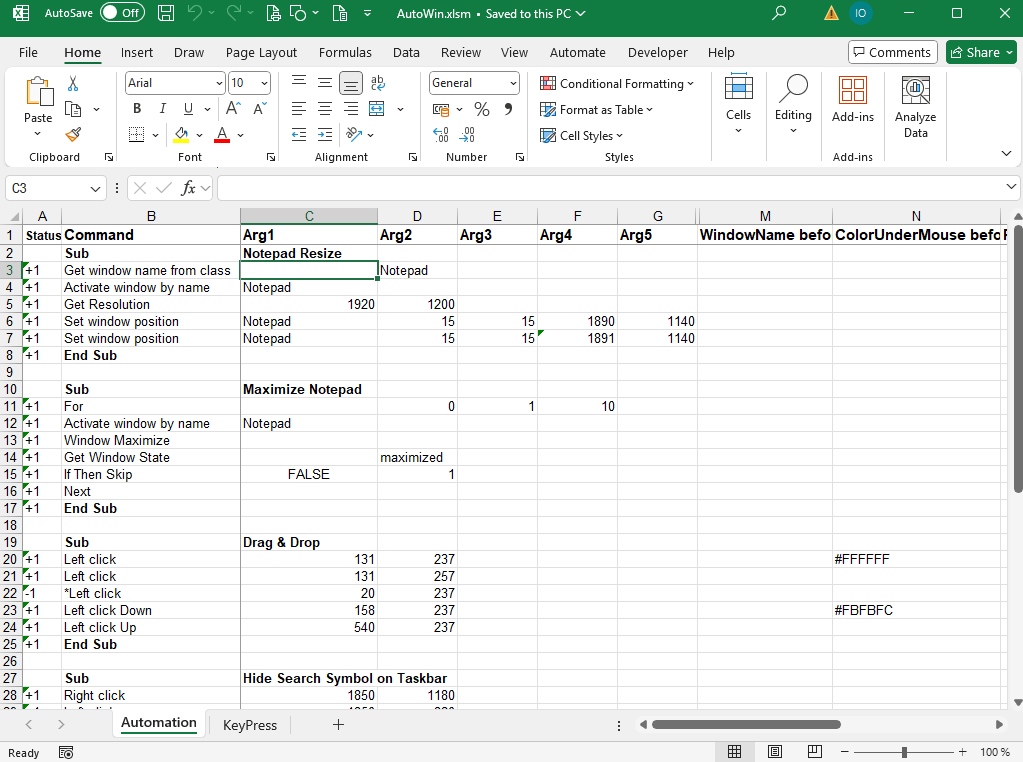 AutoSave Off AutoWin.xlsm • Saved to this PC IO
File Home Insert Draw Page Layout Formulas Data Review View Automate Developer Help Comments Share
Arial 10 General Conditional Formatting
Paste B I U A A Format as Table Cells Editing Add-ins Analyze Data
A Cell Styles
Clipboard Font Alignment Number Styles Add-ins
C3 fx
A B C D E F G M N
1 Status Command Arg1 Arg2 Arg3 Arg4 Arg5 WindowName befo ColorUnderMouse befo
2 Sub Notepad Resize
3 +1 Get window name from class Notepad
4 +1 Activate window by name Notepad
5 +1 Get Resolution 1920 1200
6 +1 Set window position Notepad 15 15 1890 1140
7 +1 Set window position Notepad 15 15 1891 1140
8 +1 End Sub
9
10 Sub Maximize Notepad
11 +1 For 0 1 10
12 +1 Activate window by name Notepad
13 +1 Window Maximize
14 +1 Get Window State maximized
15 +1 If Then Skip FALSE 1
16 +1 Next
17 +1 End Sub
18
19 Sub Drag & Drop
20 +1 Left click 131 237 #FFFFFF
21 +1 Left click 131 257
22 -1 *Left click 20 237
23 +1 Left click Down 158 237 #FBFBFC
24 +1 Left click Up 540 237
25 +1 End Sub
26
27 Sub Hide Search Symbol on Taskbar
28 +1 Right click 1850 1180
Automation KeyPress
Ready 100 %